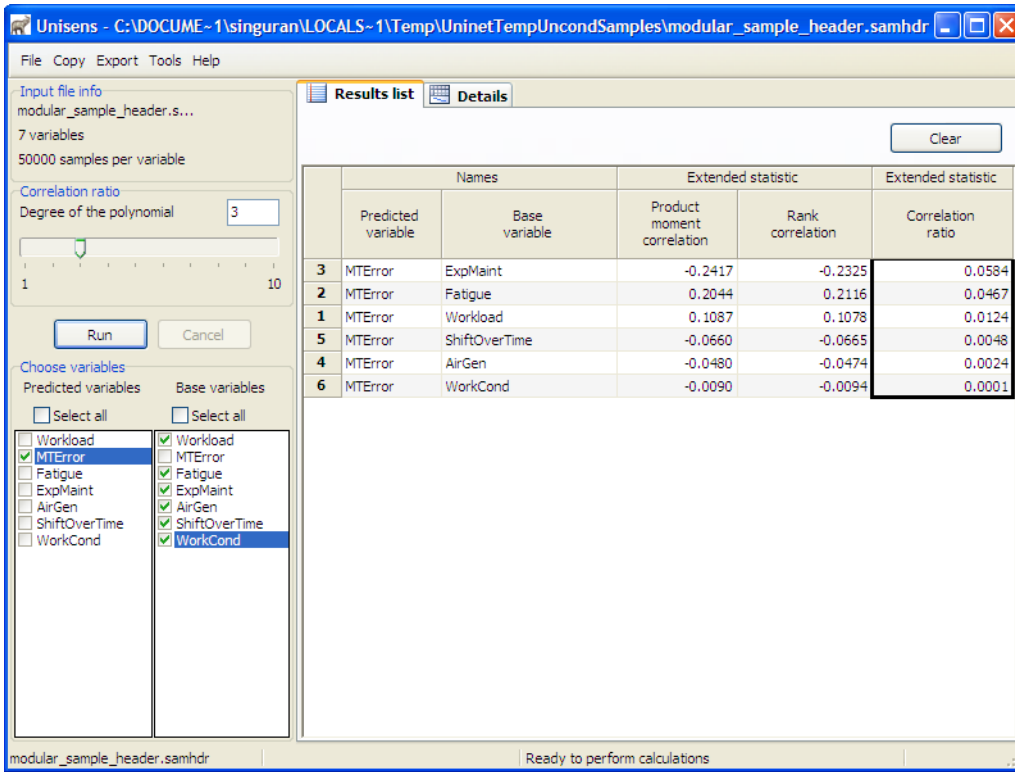 Unisens - C:\DOCUME~1\singuran\LOCALS~1\Temp\UninetTempUncondSamples\modular_sample_header.samhdr
File Copy Export Tools Help
Input file info
modular_sample_header.s...
7 variables
50000 samples per variable
Correlation ratio
Degree of the polynomial 3
1 10
Run Cancel
Choose variables
Predicted variables Base variables
Select all Select all
Workload Workload
MTError MTError
Fatigue Fatigue
ExpMaint ExpMaint
AirGen AirGen
ShiftOverTime ShiftOverTime
WorkCond WorkCond
Results list Details
Clear
Names Extended statistic Extended statistic
Predicted variable Base variable Product moment correlation Rank correlation Correlation ratio
3 MTError ExpMaint -0.2417 -0.2325 0.0584
2 MTError Fatigue 0.2044 0.2116 0.0467
1 MTError Workload 0.1087 0.1078 0.0124
5 MTError ShiftOverTime -0.0660 -0.0665 0.0048
4 MTError AirGen -0.0480 -0.0474 0.0024
6 MTError WorkCond -0.0090 -0.0094 0.0001
modular_sample_header.samhdr Ready to perform calculations